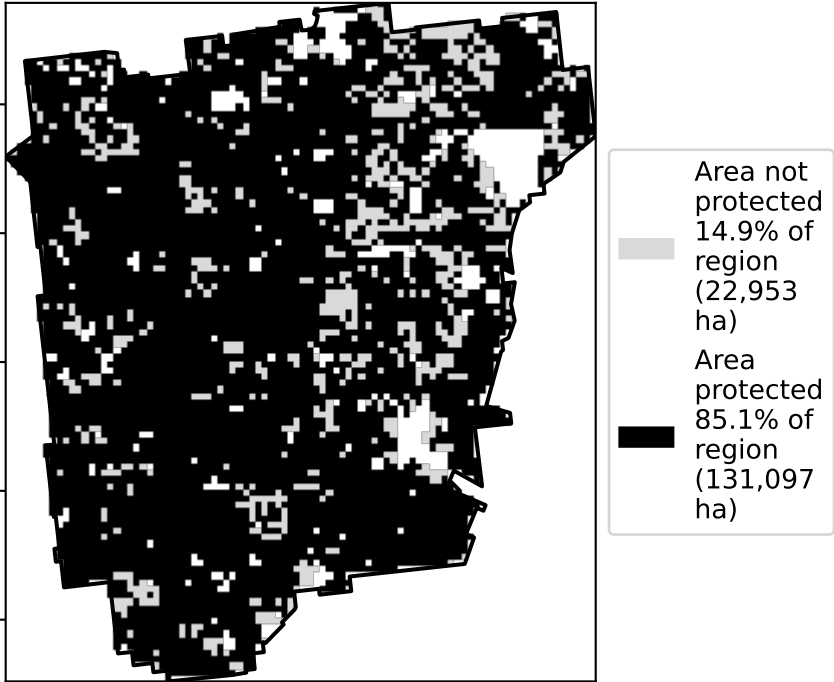 Area not
protected
14.9% of
region
(22,953
ha)
Area
protected
85.1% of
region
(131,097
ha)